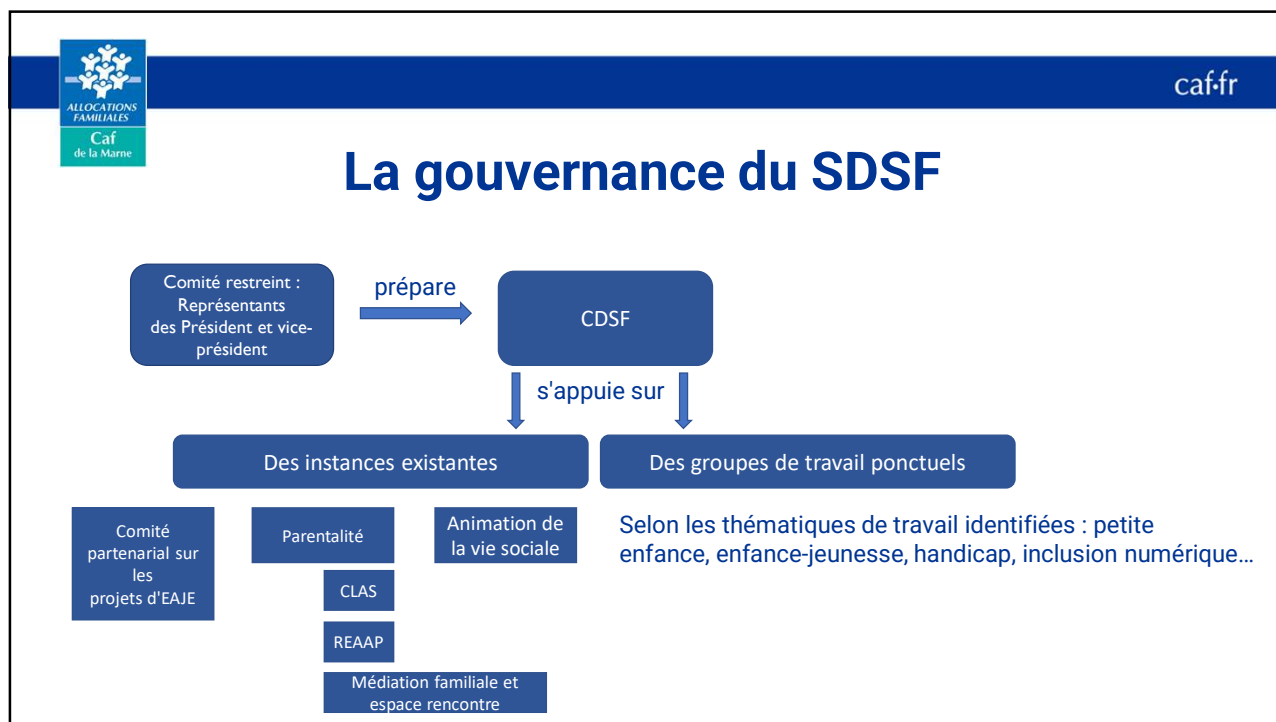 ALLOCATIONS
FAMILIALES
Caf
de la Marne
caf.fr
La gouvernance du SDSF
Comité restreint :
Représentants
des Président et vice-
président
prépare
CDSF
s'appuie sur
Des instances existantes
Des groupes de travail ponctuels
Comité
partenarial sur
les
projets d'EAJE
Parentalité
Animation de
la vie sociale
CLAS
REAAP
Médiation familiale et
espace rencontre
Selon les thématiques de travail identifiées : petite
enfance, enfance-jeunesse, handicap, inclusion numérique…